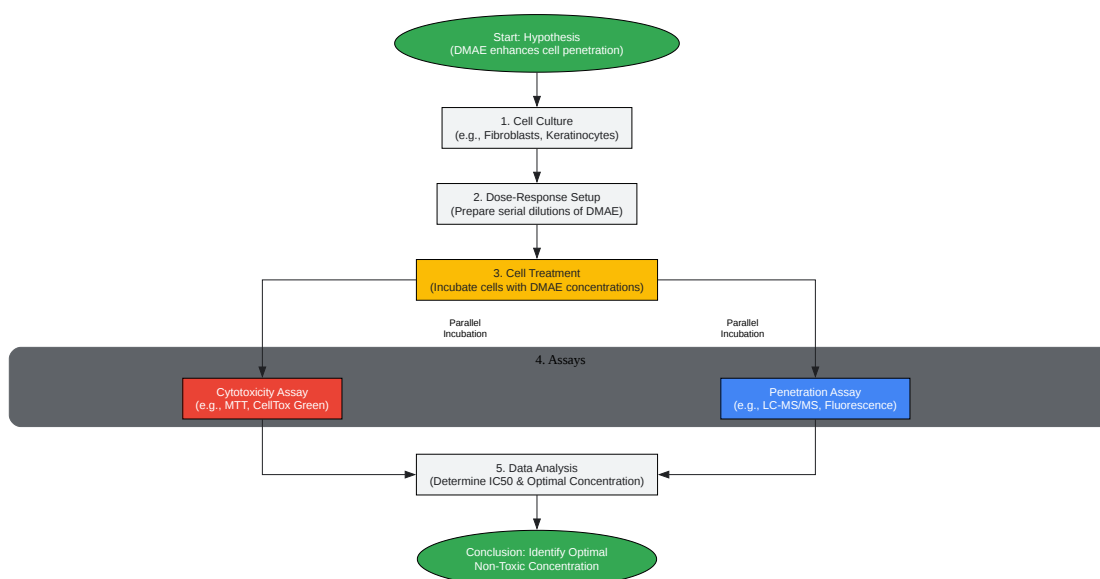 Start: Hypothesis
(DMAE enhances cell penetration)
1. Cell Culture
(e.g., Fibroblasts, Keratinocytes)
2. Dose-Response Setup
(Prepare serial dilutions of DMAE)
3. Cell Treatment
(Incubate cells with DMAE concentrations)
Parallel
Incubation
Parallel
Incubation
4. Assays
Cytotoxicity Assay
(e.g., MTT, CellTox Green)
Penetration Assay
(e.g., LC-MS/MS, Fluorescence)
5. Data Analysis
(Determine IC50 & Optimal Concentration)
Conclusion: Identify Optimal
Non-Toxic Concentration